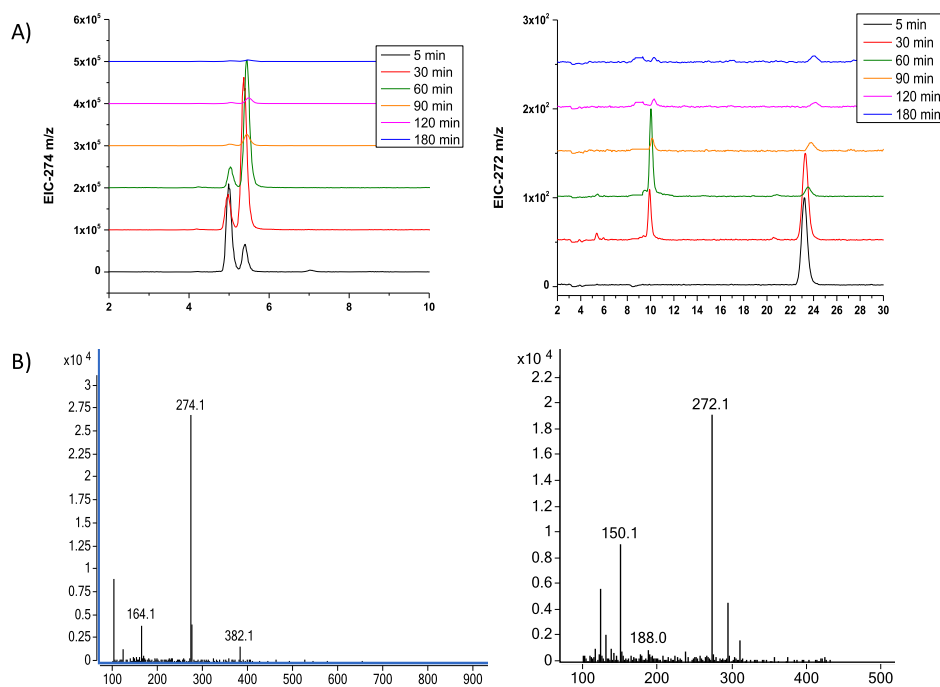 A)
6x10⁵
5x10⁵
4x10⁵
3x10⁵
2x10⁵
1x10⁵
0
EIC-274 m/z
5 min
30 min
60 min
90 min
120 min
180 min
2 4 6 8 10
3x10²
2x10²
1x10²
0
EIC-272 m/z
5 min
30 min
60 min
90 min
120 min
180 min
2 4 6 8 10 12 14 16 18 20 22 24 26 28 30
B)
x10 ⁴
3
2.75
2.5
2.25
2
1.75
1.5
1.25
1
0.75
0.5
0.25
0
274.1
164.1
382.1
100 200 300 400 500 600 700 800 900
x10 ⁴
2.2
2
1.8
1.6
1.4
1.2
1
0.8
0.6
0.4
0.2
0
272.1
150.1
188.0
100 200 300 400 500